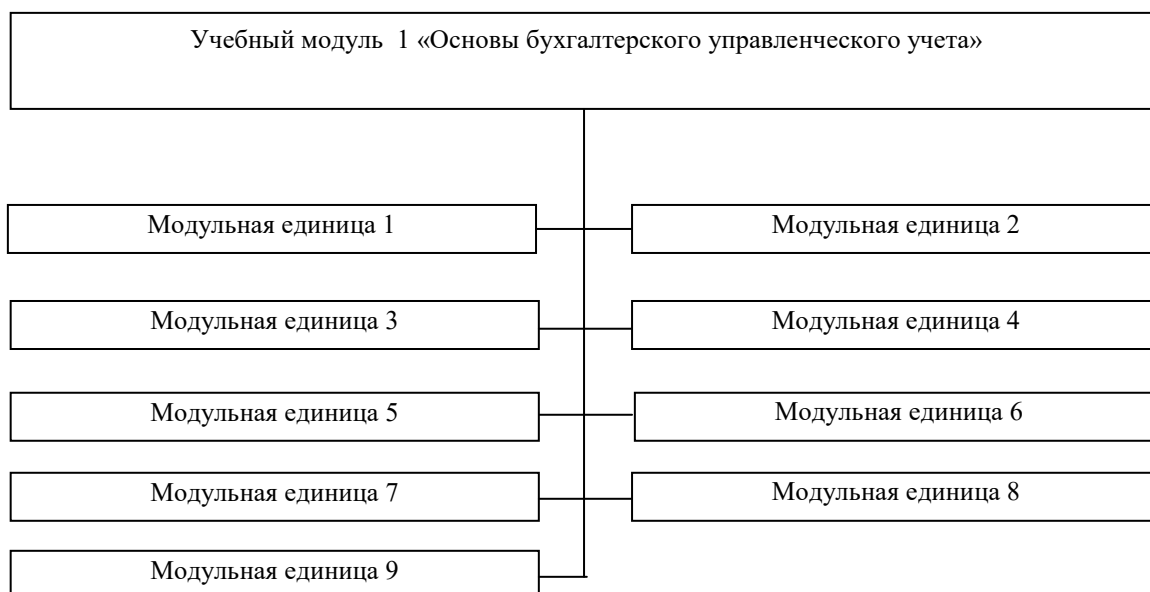 Учебный модуль 1 «Основы бухгалтерского управленческого учета»
Модульная единица 1
Модульная единица 2
Модульная единица 3
Модульная единица 4
Модульная единица 5
Модульная единица 6
Модульная единица 7
Модульная единица 8
Модульная единица 9